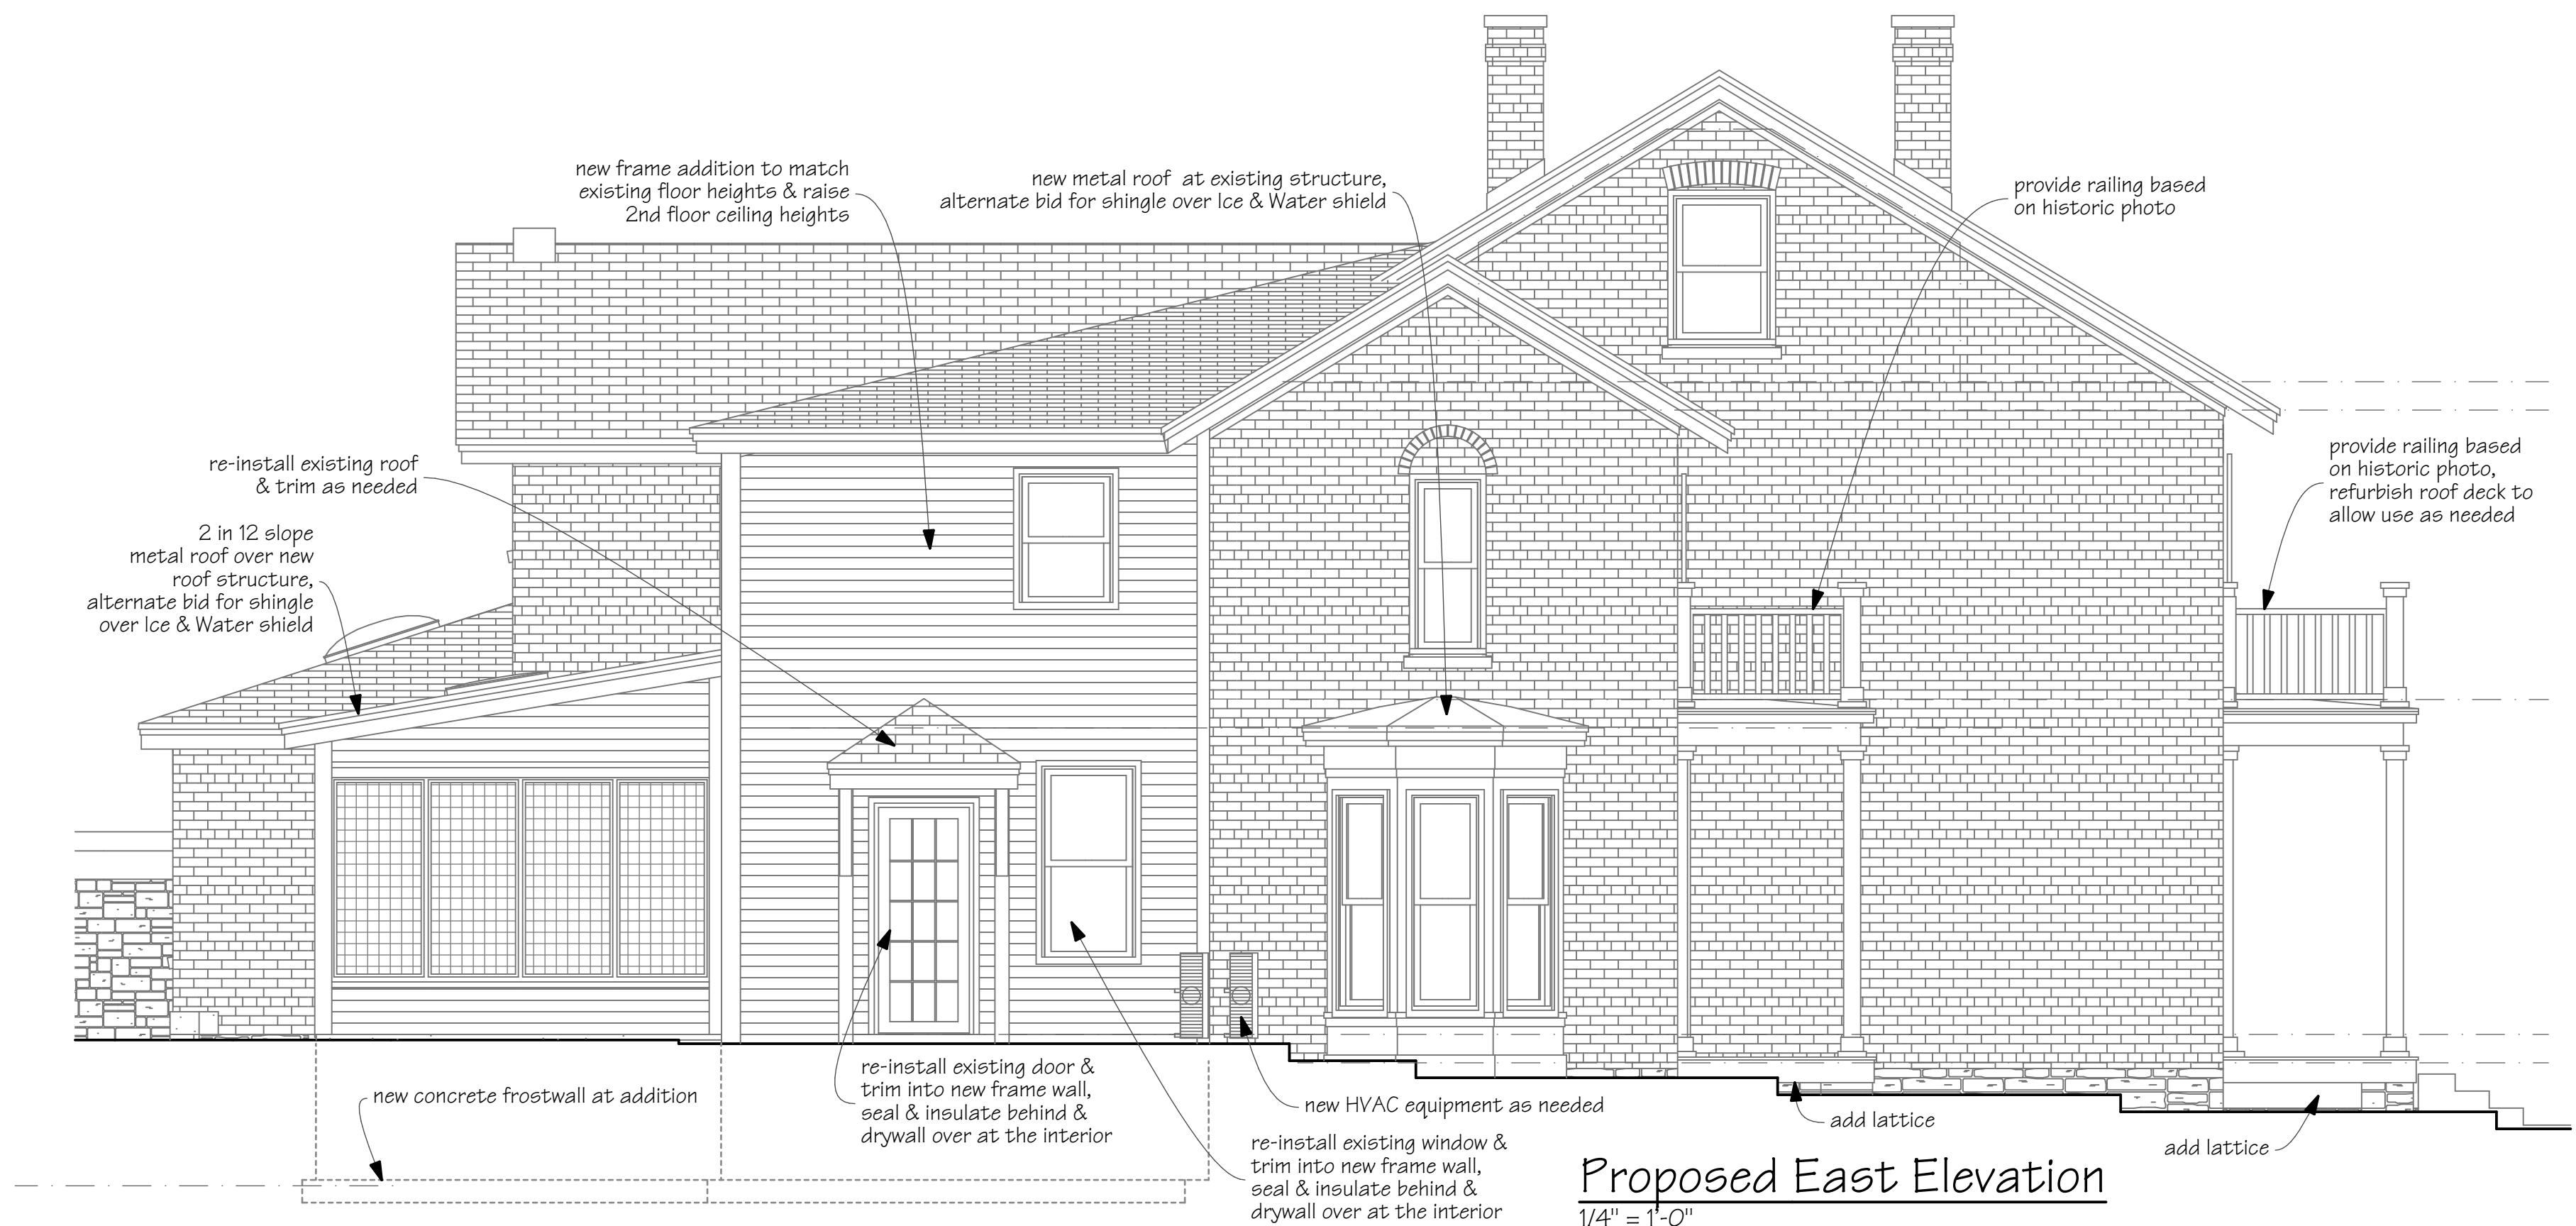 new frame addition to match
existing floor heights & raise
2nd floor ceiling heights
new metal roof at existing structure,
alternate bid for shingle over Ice & Water shield
provide railing based
on historic photo
provide railing based
on historic photo,
refurbish roof deck to
allow use as needed
re-install existing roof
& trim as needed
2 in 12 slope
metal roof over new
roof structure,
alternate bid for shingle
over Ice & Water shield
new concrete frostwall at addition
re-install existing door &
trim into new frame wall,
seal & insulate behind &
drywall over at the interior
new HVAC equipment as needed
re-install existing window &
trim into new frame wall,
seal & insulate behind &
drywall over at the interior
add lattice
add lattice
Proposed East Elevation
1/4" = 1'-0"